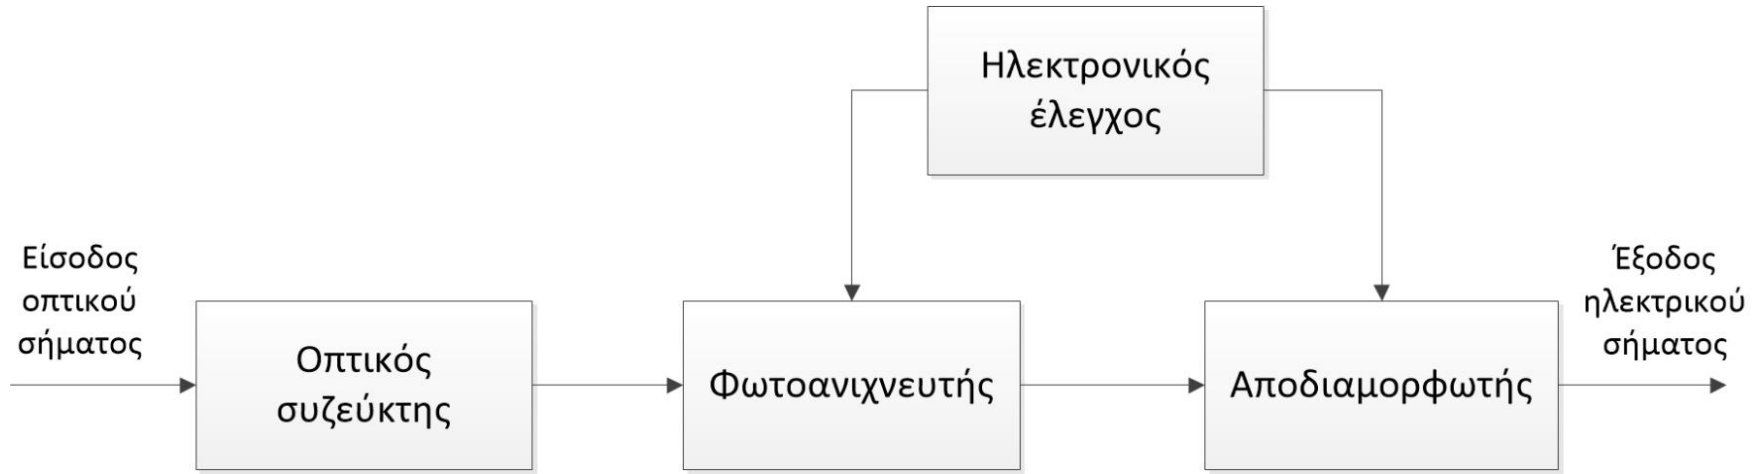 Ηλεκτρονικός
έλεγχος
Είσοδος
οπτικού
σήματος
Οπτικός
συζεύκτης
Φωτοανιχνευτής
Αποδιαμορφωτής
Έξοδος
ηλεκτρικού
σήματος